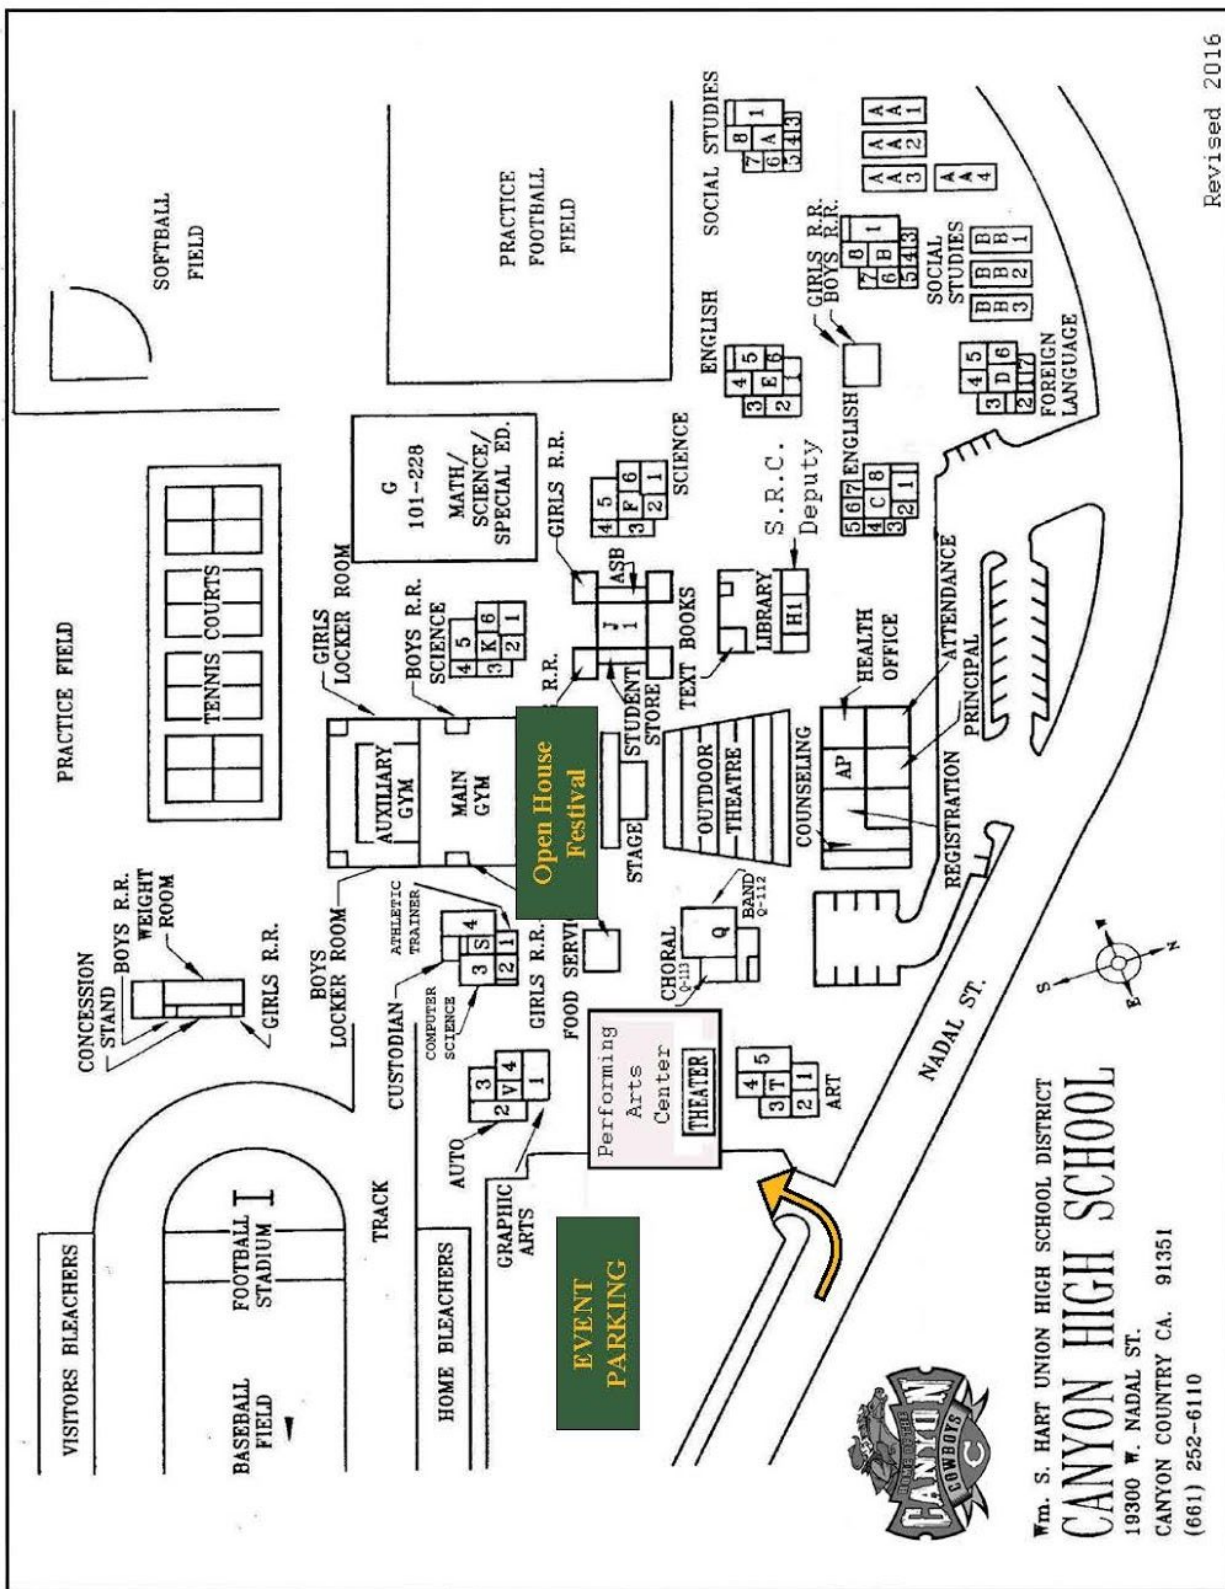 Revised 2016
SOFTBALL
FIELD
PRACTICE
FOOTBALL
FIELD
SOCIAL STUDIES
8 1
7 6 A
5 4 3
A A 1
A A 2
A A 3
A A 4
GIRLS R.R.
BOYS R.R.
8 1
7 6 B
5 4 3
SOCIAL
STUDIES
B B 1
B B 2
B B 3
ENGLISH
4 5
3 E 6
2 1
4 5
3 D 6
2 1 7
FOREIGN
LANGUAGE
ENGLISH
5 6 7
4 C 8
3 2 1
G
101-228
MATH/
SCIENCE/
SPECIAL ED.
GIRLS R.R.
4 5
3 F 6
2 1
SCIENCE
S.R.C.
Deputy
PRACTICE FIELD
TENNIS COURTS
GIRLS
LOCKER ROOM
BOYS R.R.
SCIENCE
4 5
3 K 6
2 1
R.R.
ASB
J
1
STUDENT
STORE
TEXT BOOKS
LIBRARY
H1
HEALTH
OFFICE
ATTENDANCE
PRINCIPAL
AUXILIARY
GYM
MAIN
GYM
Open House
Festival
STAGE
OUTDOOR
THEATRE
COUNSELING
AP
REGISTRATION
CONCESSION
STAND
BOYS R.R.
WEIGHT
ROOM
GIRLS R.R.
BOYS
LOCKER ROOM
ATHLETIC
TRAINER
CUSTODIAN
COMPUTER
SCIENCE
4
S
3
2 1
GIRLS R.R.
FOOD SERVIC
CHORAL
Q-113
Q
BAND
Q-112
AUTO
3
2 V 4
1
GRAPHIC
ARTS
Performing
Arts
Center
THEATER
4 5
3 T
2 1
ART
NADAL ST.
S
W
E
N
VISITORS BLEACHERS
FOOTBALL
STADIUM
TRACK
BASEBALL
FIELD
HOME BLEACHERS
EVENT
PARKING
HOME OF THE
CANYON
COWBOYS
C
Wm. S. HART UNION HIGH SCHOOL DISTRICT
CANYON HIGH SCHOOL
19300 W. NADAL ST.
CANYON COUNTRY CA. 91351
(661) 252-6110